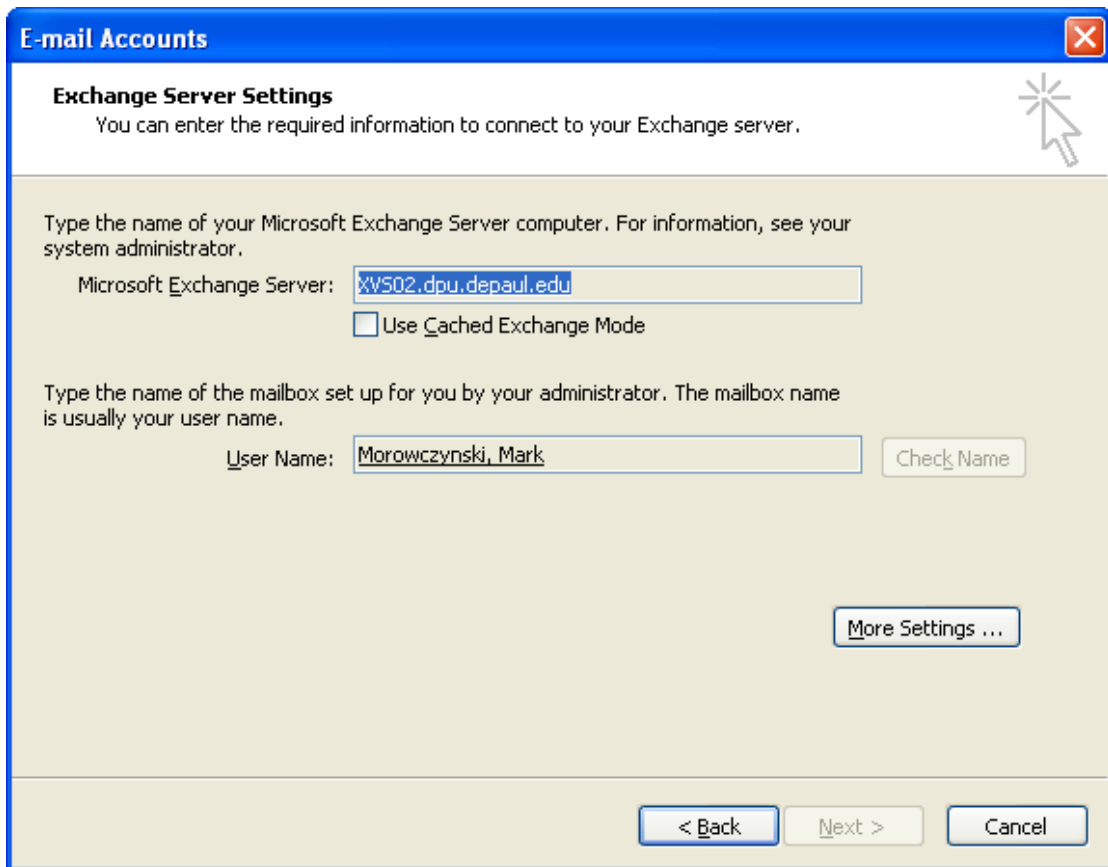 E-mail Accounts
Exchange Server Settings
You can enter the required information to connect to your Exchange server.
Type the name of your Microsoft Exchange Server computer. For information, see your
system administrator.
Microsoft Exchange Server: XVS02.dpu.depaul.edu
Use Cached Exchange Mode
Type the name of the mailbox set up for you by your administrator. The mailbox name
is usually your user name.
User Name: Morowczynski, Mark Check Name
More Settings ...
< Back Next > Cancel